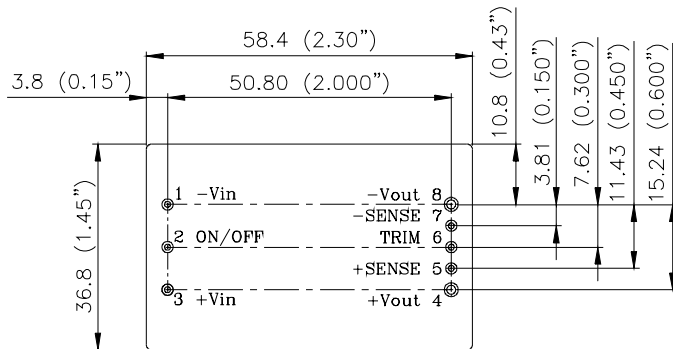 58.4 (2.30”)
3.8 (0.15”)
50.80 (2.000”)
10.8 (0.43”)
3.81 (0.150”)
7.62 (0.300”)
11.43 (0.450”)
15.24 (0.600”)
36.8 (1.45”)
1 -Vin
-Vout 8
-SENSE 7
2 ON/OFF
TRIM 6
+SENSE 5
3 +Vin
+Vout 4